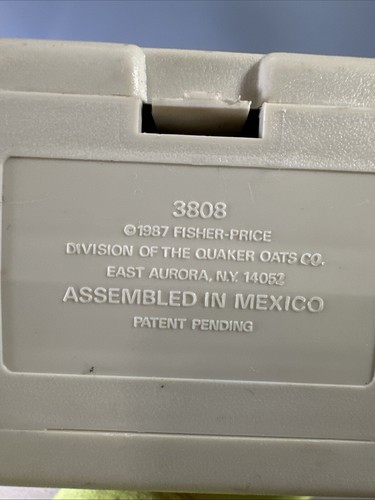 3808
©1987 FISHER-PRICE
DIVISION OF THE QUAKER OATS CO.
EAST AURORA, N.Y. 14052
ASSEMBLED IN MEXICO
PATENT PENDING